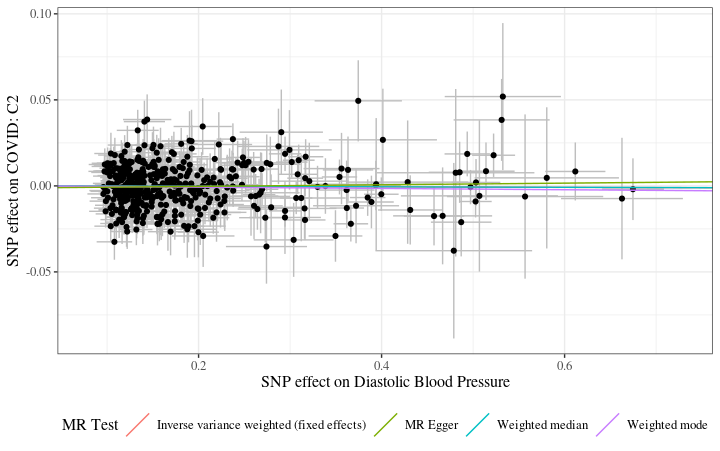 0.10
0.05
0.00
-0.05
SNP effect on COVID: C2
0.2 0.4 0.6
SNP effect on Diastolic Blood Pressure
MR Test Inverse variance weighted (fixed effects) MR Egger Weighted median Weighted mode